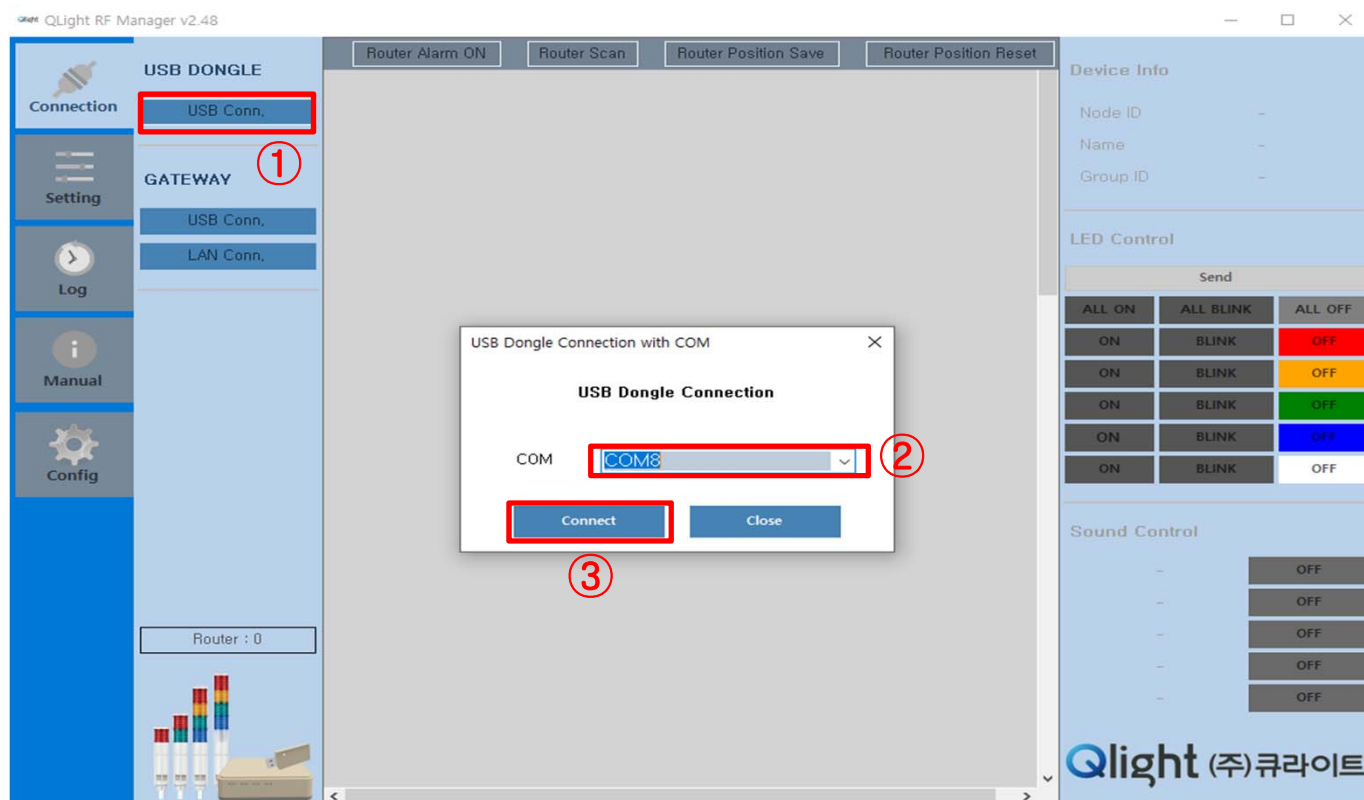 QLight RF Manager v2.48
Connection
Setting
Log
Manual
Config
USB DONGLE
USB Conn,
①
GATEWAY
USB Conn,
LAN Conn,
Router : 0
Router Alarm ON
Router Scan
Router Position Save
Router Position Reset
USB Dongle Connection with COM
USB Dongle Connection
COM
COM8
②
Connect
Close
③
Device Info
Node ID -
Name -
Group ID -
LED Control
Send
ALL ON ALL BLINK ALL OFF
ON BLINK OFF
ON BLINK OFF
ON BLINK OFF
ON BLINK OFF
ON BLINK OFF
Sound Control
- OFF
- OFF
- OFF
- OFF
- OFF
Qlight (주)큐라이트